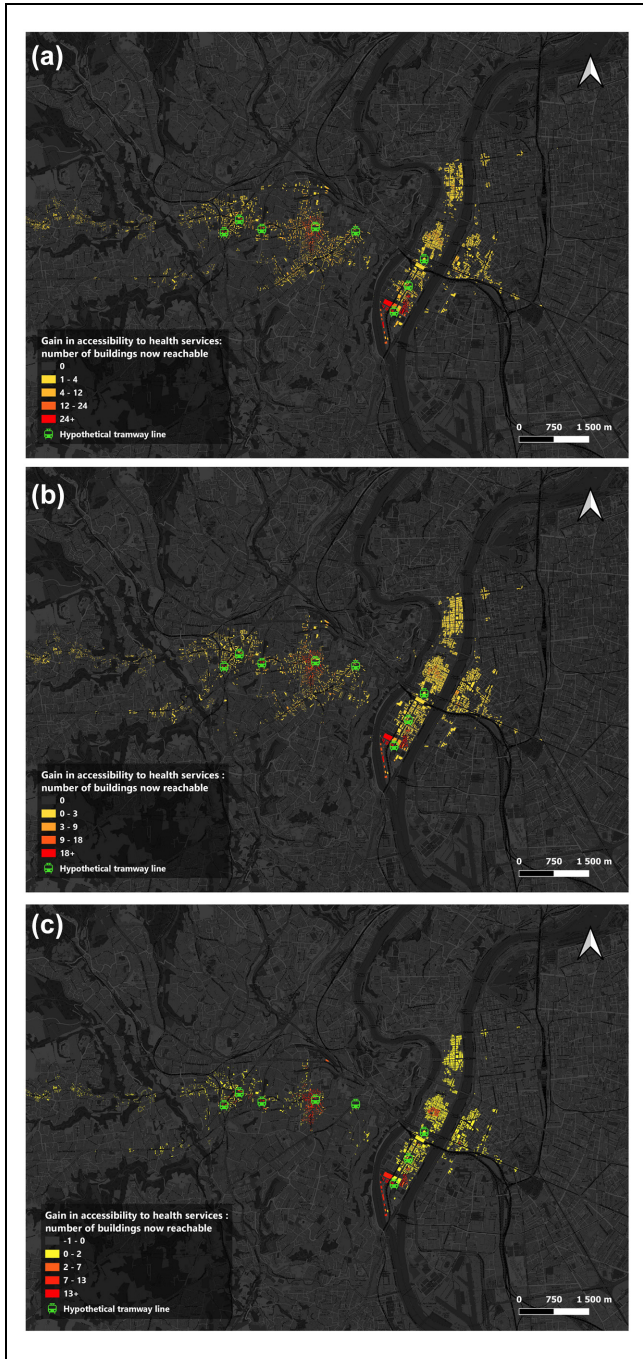 (a)
Gain in accessibility to health services:
number of buildings now reachable
0
1 - 4
4 - 12
12 - 24
24+
Hypothetical tramway line
0 750 1 500 m
(b)
Gain in accessibility to health services :
number of buildings now reachable
0
0 - 3
3 - 9
9 - 18
18+
Hypothetical tramway line
0 750 1 500 m
(c)
Gain in accessibility to health services :
number of buildings now reachable
-1 - 0
0 - 2
2 - 7
7 - 13
13+
Hypothetical tramway line
0 750 1 500 m